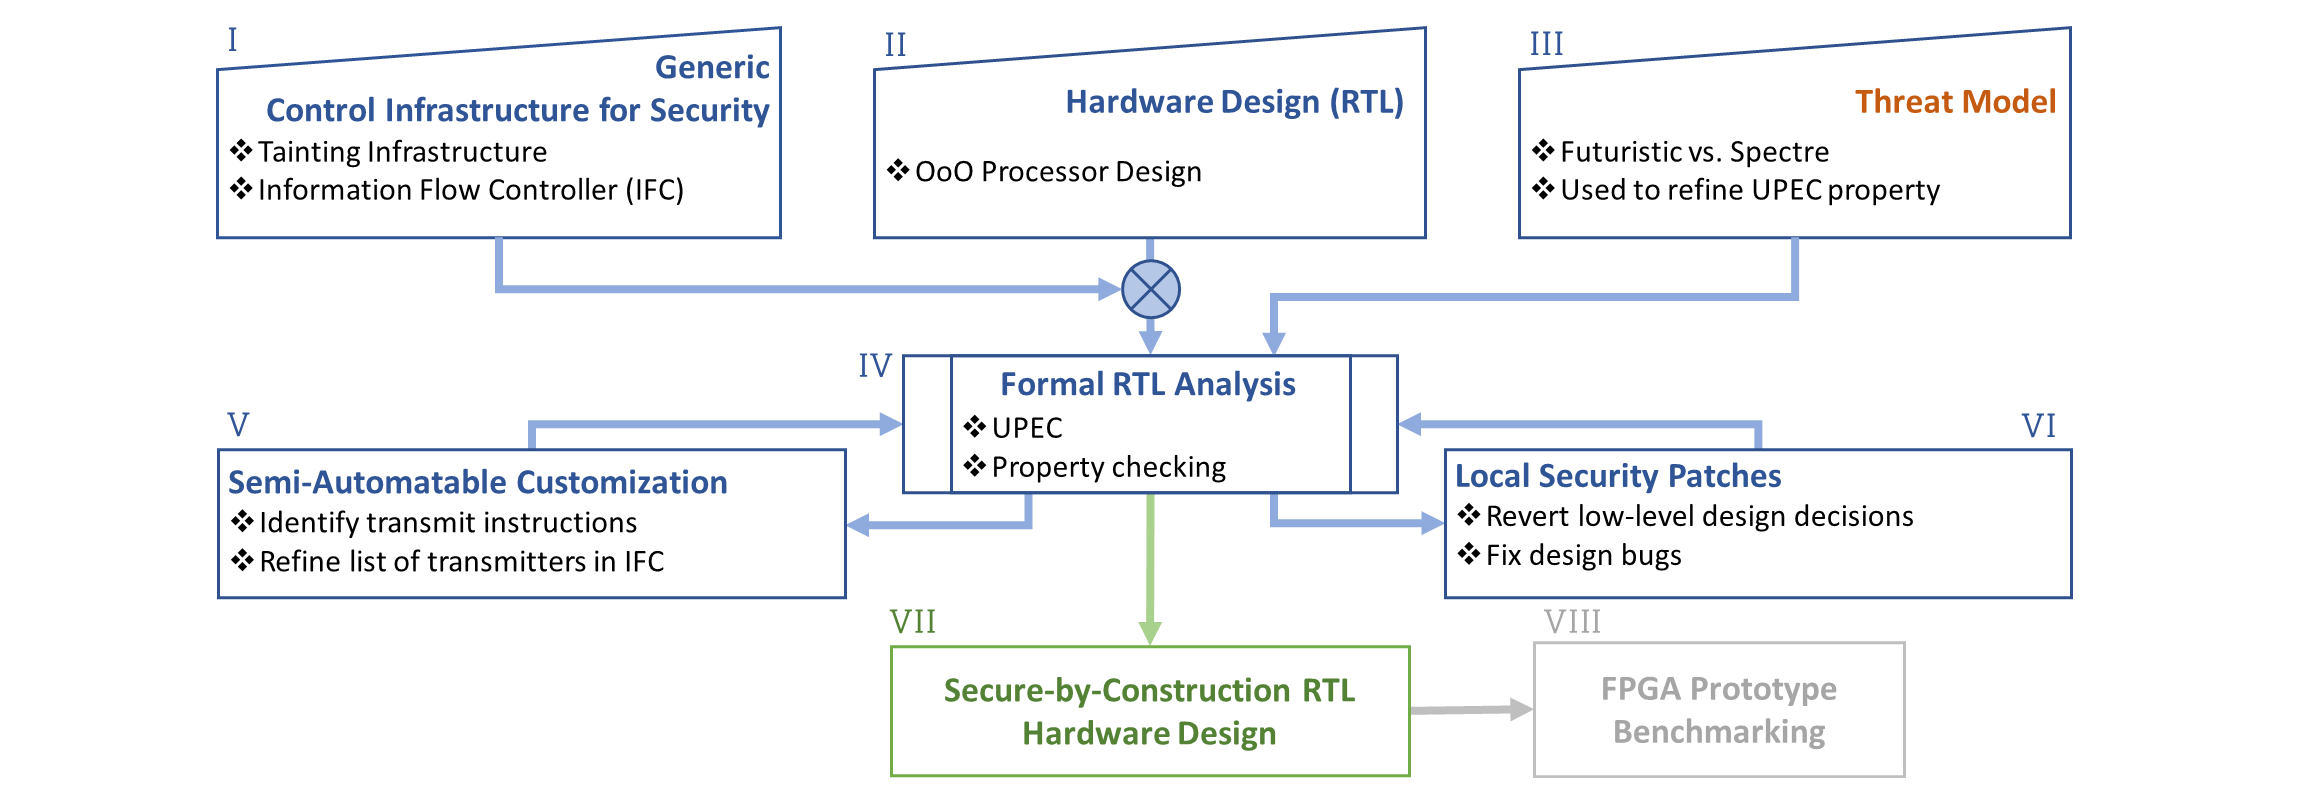 I
Generic
Control Infrastructure for Security
❖ Tainting Infrastructure
❖ Information Flow Controller (IFC)
II
Hardware Design (RTL)
❖ OoO Processor Design
III
Threat Model
❖ Futuristic vs. Spectre
❖ Used to refine UPEC property
IV
Formal RTL Analysis
❖ UPEC
❖ Property checking
V
Semi-Automatable Customization
❖ Identify transmit instructions
❖ Refine list of transmitters in IFC
VI
Local Security Patches
❖ Revert low-level design decisions
❖ Fix design bugs
VII
Secure-by-Construction RTL
Hardware Design
VIII
FPGA Prototype
Benchmarking